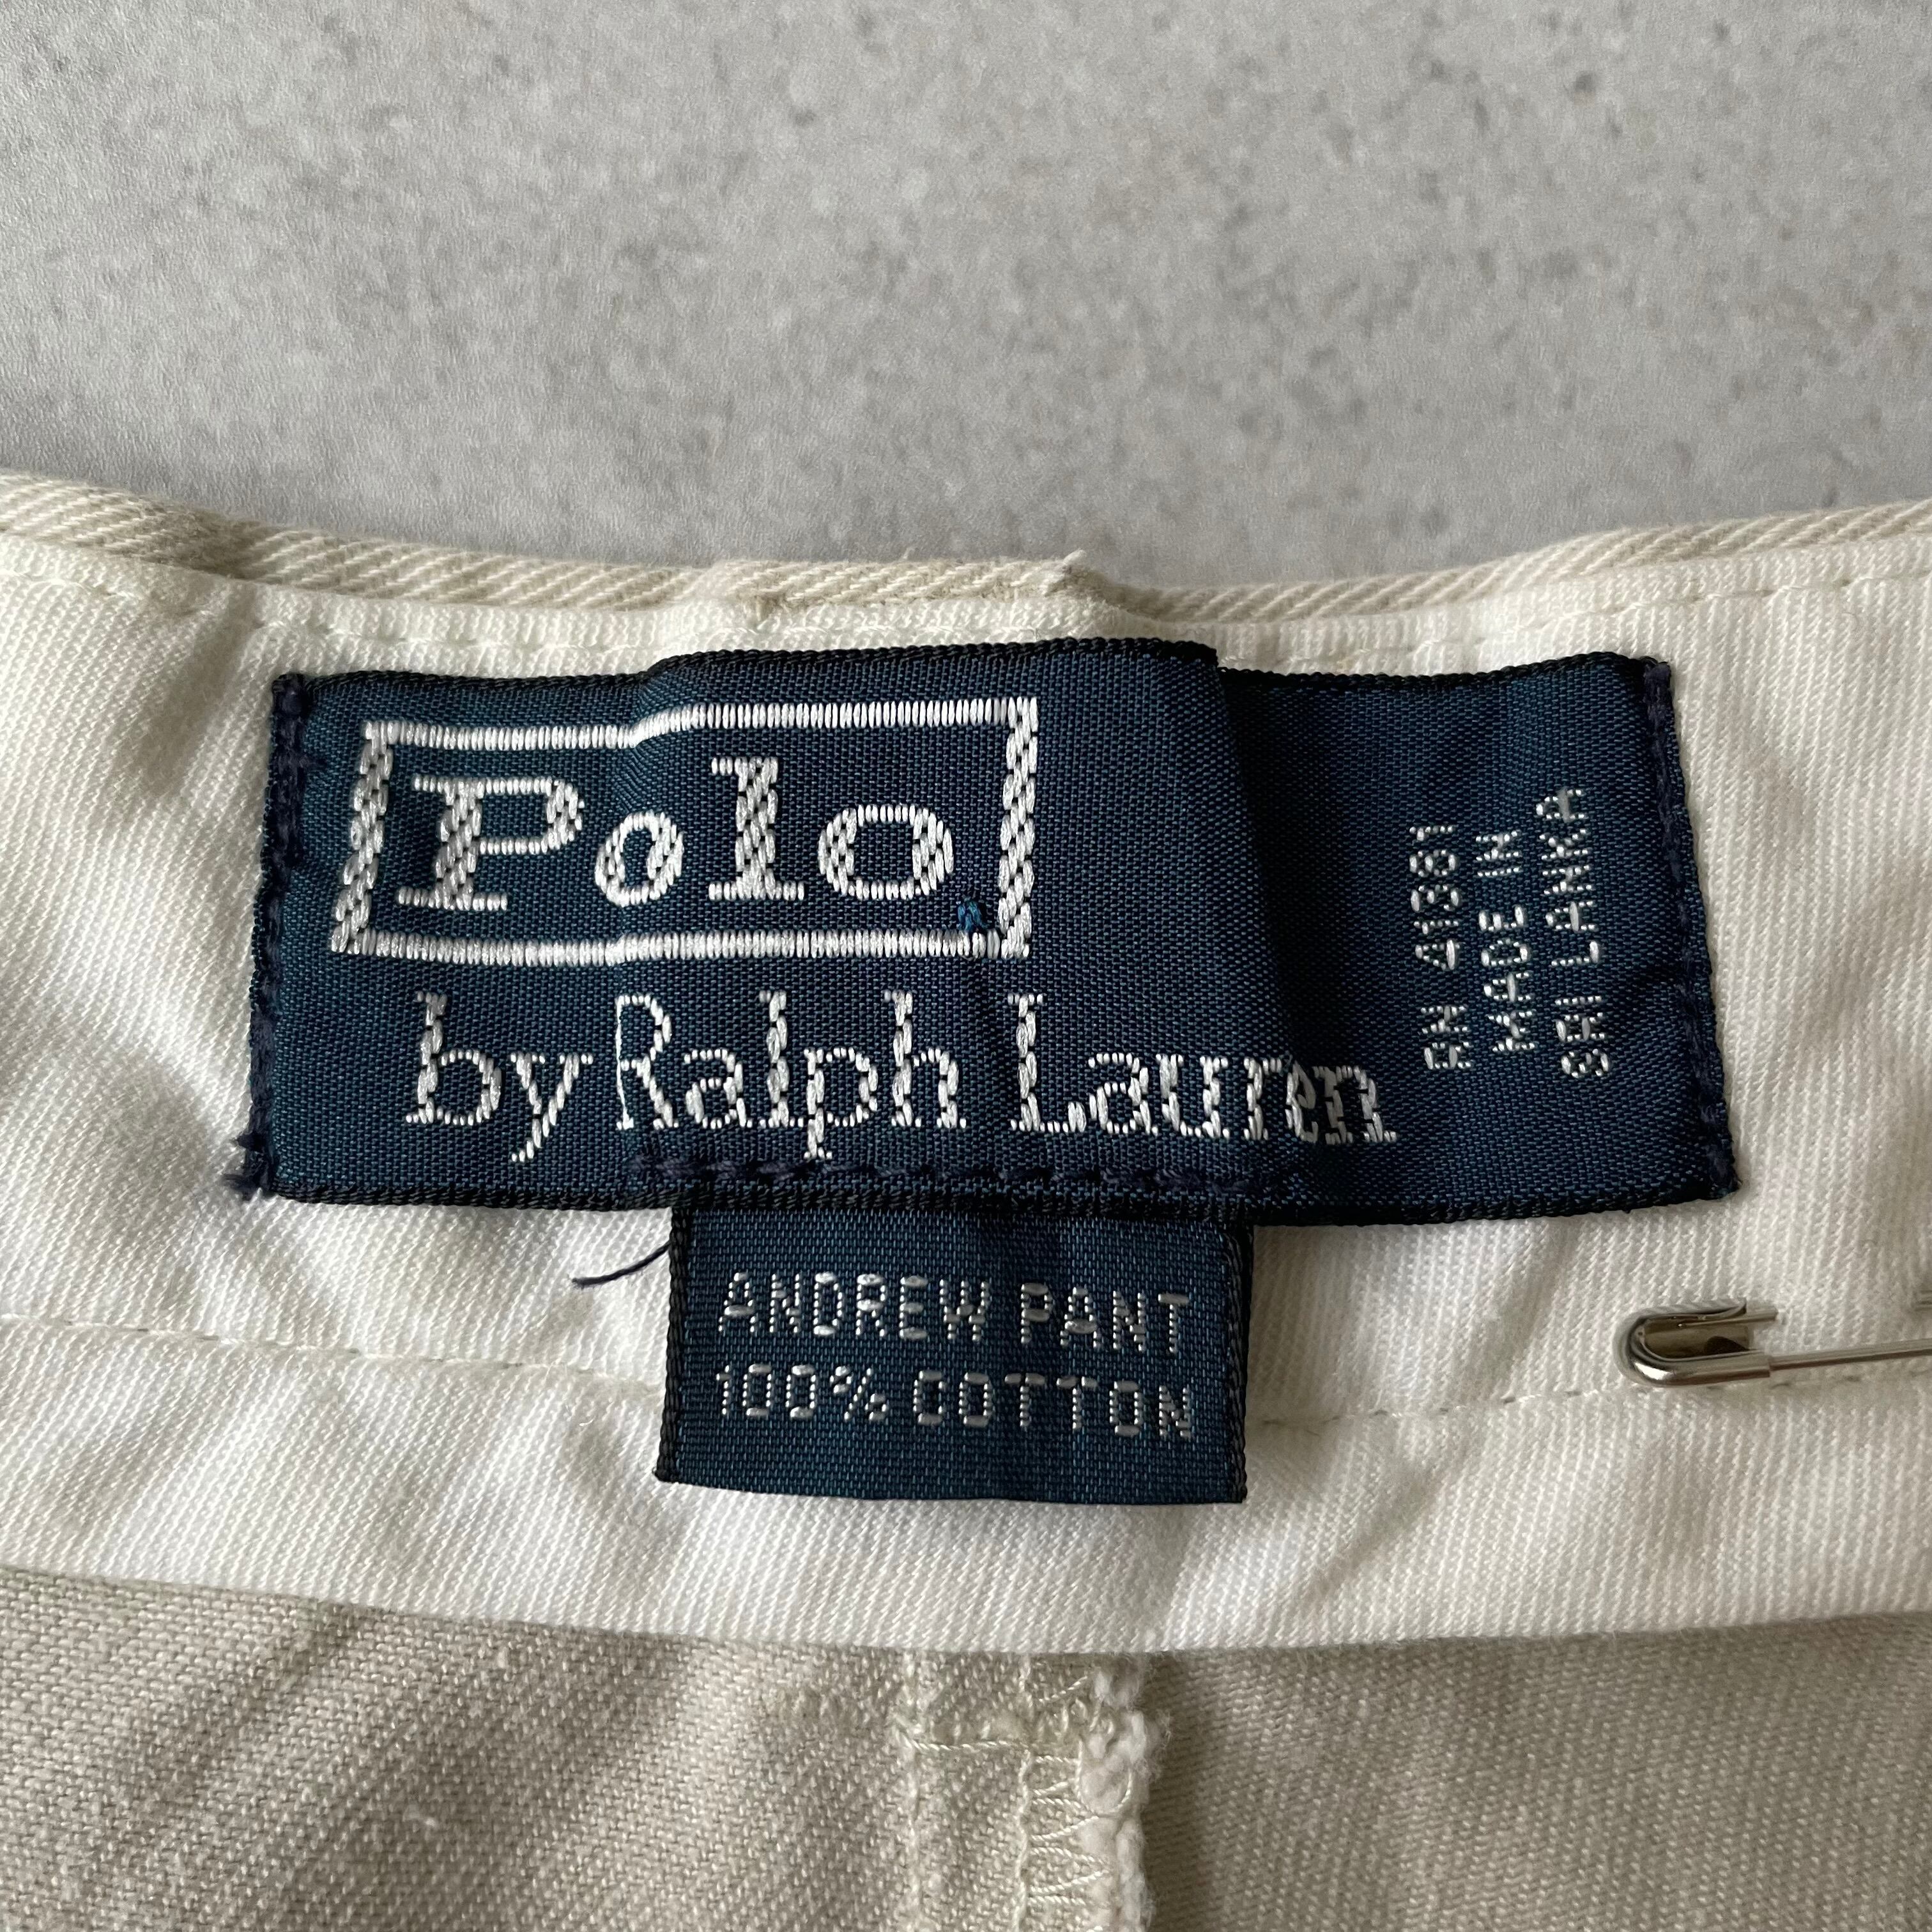 Polo
by Ralph Lauren
RN 41381
MADE IN
SRI LANKA
ANDREW PANT
100% COTTON